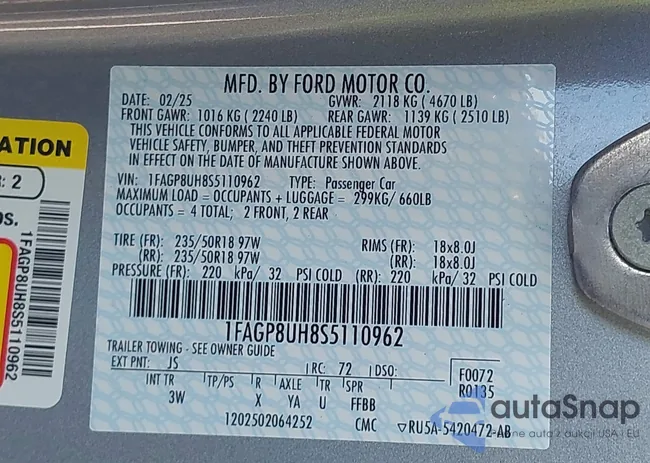 MFD. BY FORD MOTOR CO.
DATE: 02/25 GVWR: 2118 KG ( 4670 LB)
FRONT GAWR: 1016 KG ( 2240 LB) REAR GAWR: 1139 KG ( 2510 LB)
THIS VEHICLE CONFORMS TO ALL APPLICABLE FEDERAL MOTOR
VEHICLE SAFETY, BUMPER, AND THEFT PREVENTION STANDARDS
IN EFFECT ON THE DATE OF MANUFACTURE SHOWN ABOVE.
VIN: 1FAGP8UH8S5110962 TYPE: Passenger Car
MAXIMUM LOAD = OCCUPANTS + LUGGAGE = 299KG/ 660LB
OCCUPANTS = 4 TOTAL; 2 FRONT, 2 REAR
TIRE (FR): 235/50R18 97W RIMS (FR): 18x8.0J
(RR): 235/50R18 97W (RR): 18x8.0J
PRESSURE (FR): 220 kPa/ 32 PSI COLD (RR): 220 kPa/ 32 PSI COLD
1FAGP8UH8S5110962
TRAILER TOWING - SEE OWNER GUIDE
EXT PNT: JS RC: 72 DSO: F0072
R0135
INT TR TP/PS R AXLE TR SPR
3W X YA U FFBB
1202502064252 CMC ▽RU5A-5420472-AB
ATION
: 2
os.
1FAGP8UH8S5110962
autoSnap
auta z aukcji USA i EU